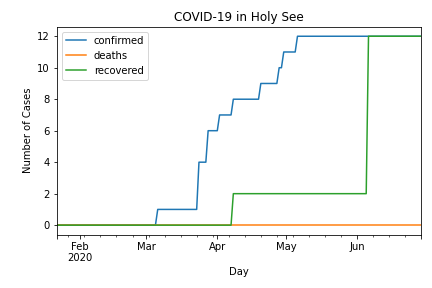 COVID-19 in Holy See
confirmed
deaths
recovered
Number of Cases
12
10
8
6
4
2
0
Feb Mar Apr May Jun
2020
Day